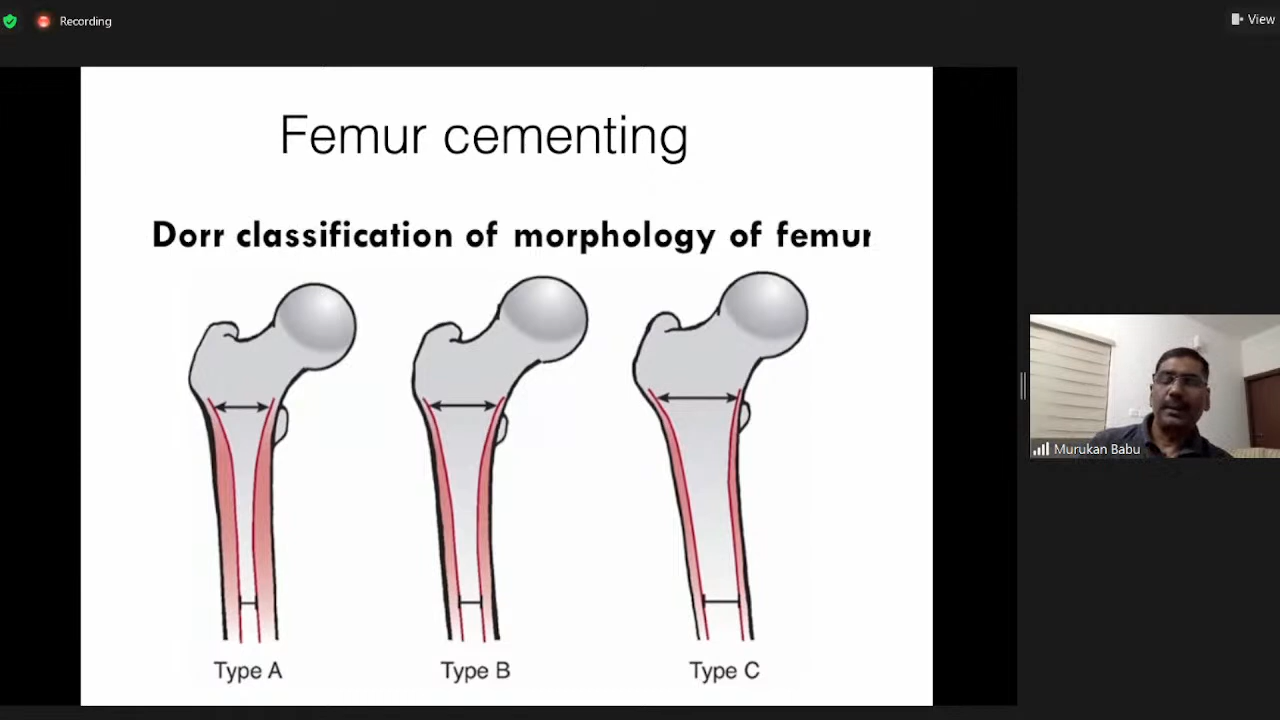 Recording
View
Femur cementing
Dorr classification of morphology of femur
Type A
Type B
Type C
Murukan Babu